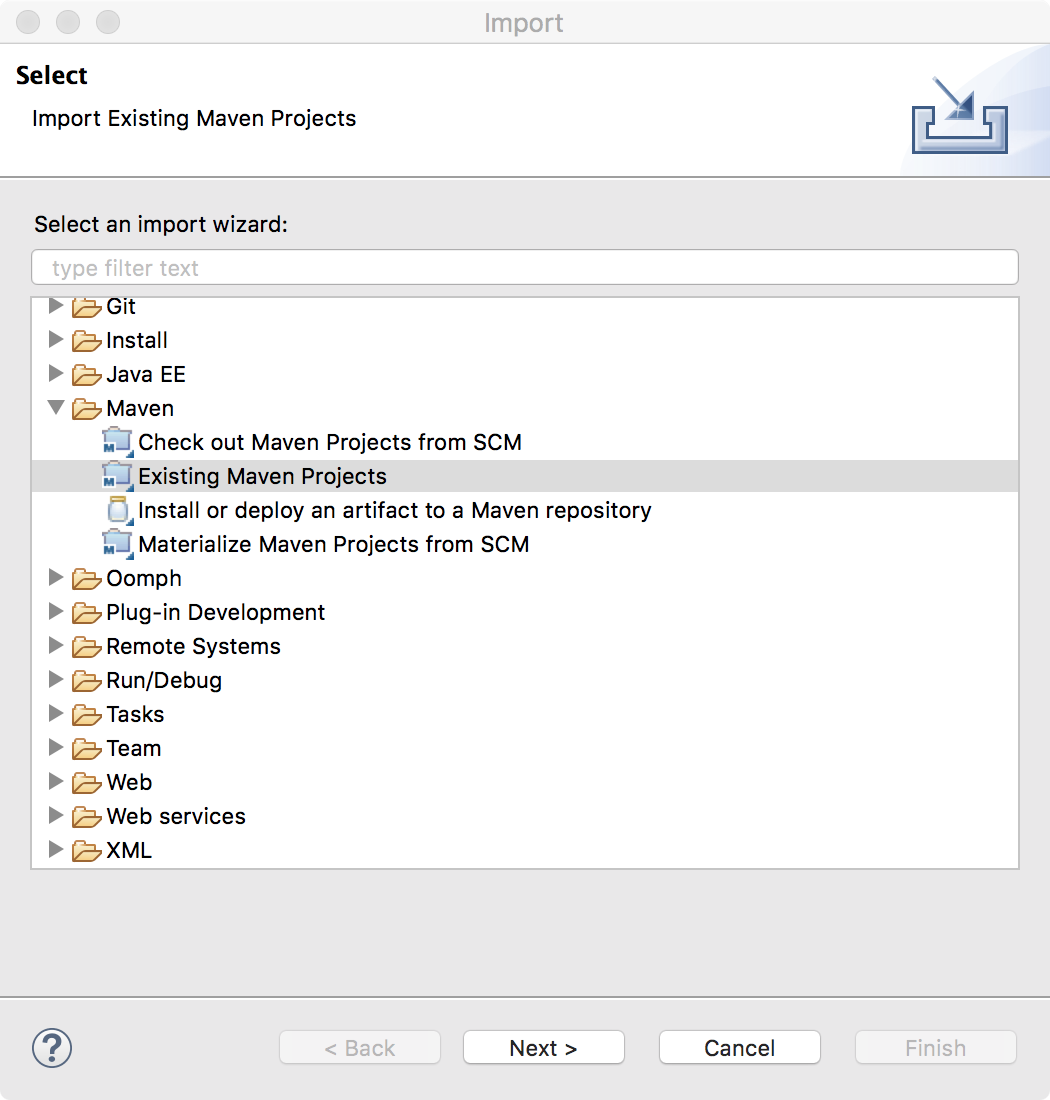 Import
Select
Import Existing Maven Projects
Select an import wizard:
type filter text
Git
Install
Java EE
Maven
Check out Maven Projects from SCM
Existing Maven Projects
Install or deploy an artifact to a Maven repository
Materialize Maven Projects from SCM
Oomph
Plug-in Development
Remote Systems
Run/Debug
Tasks
Team
Web
Web services
XML
? < Back Next > Cancel Finish